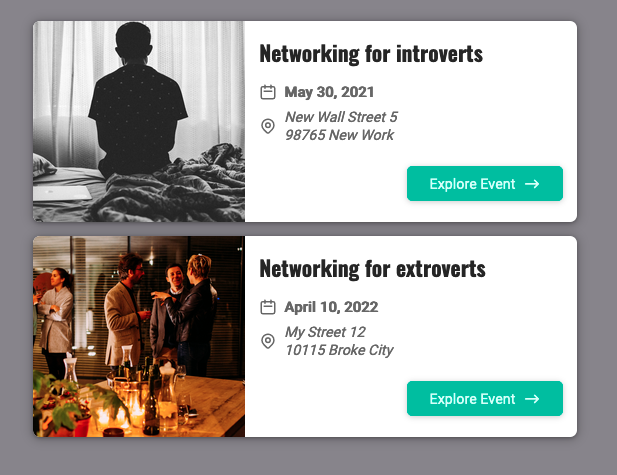 Networking for introverts
May 30, 2021
New Wall Street 5
98765 New Work
Explore Event
Networking for extroverts
April 10, 2022
My Street 12
10115 Broke City
Explore Event